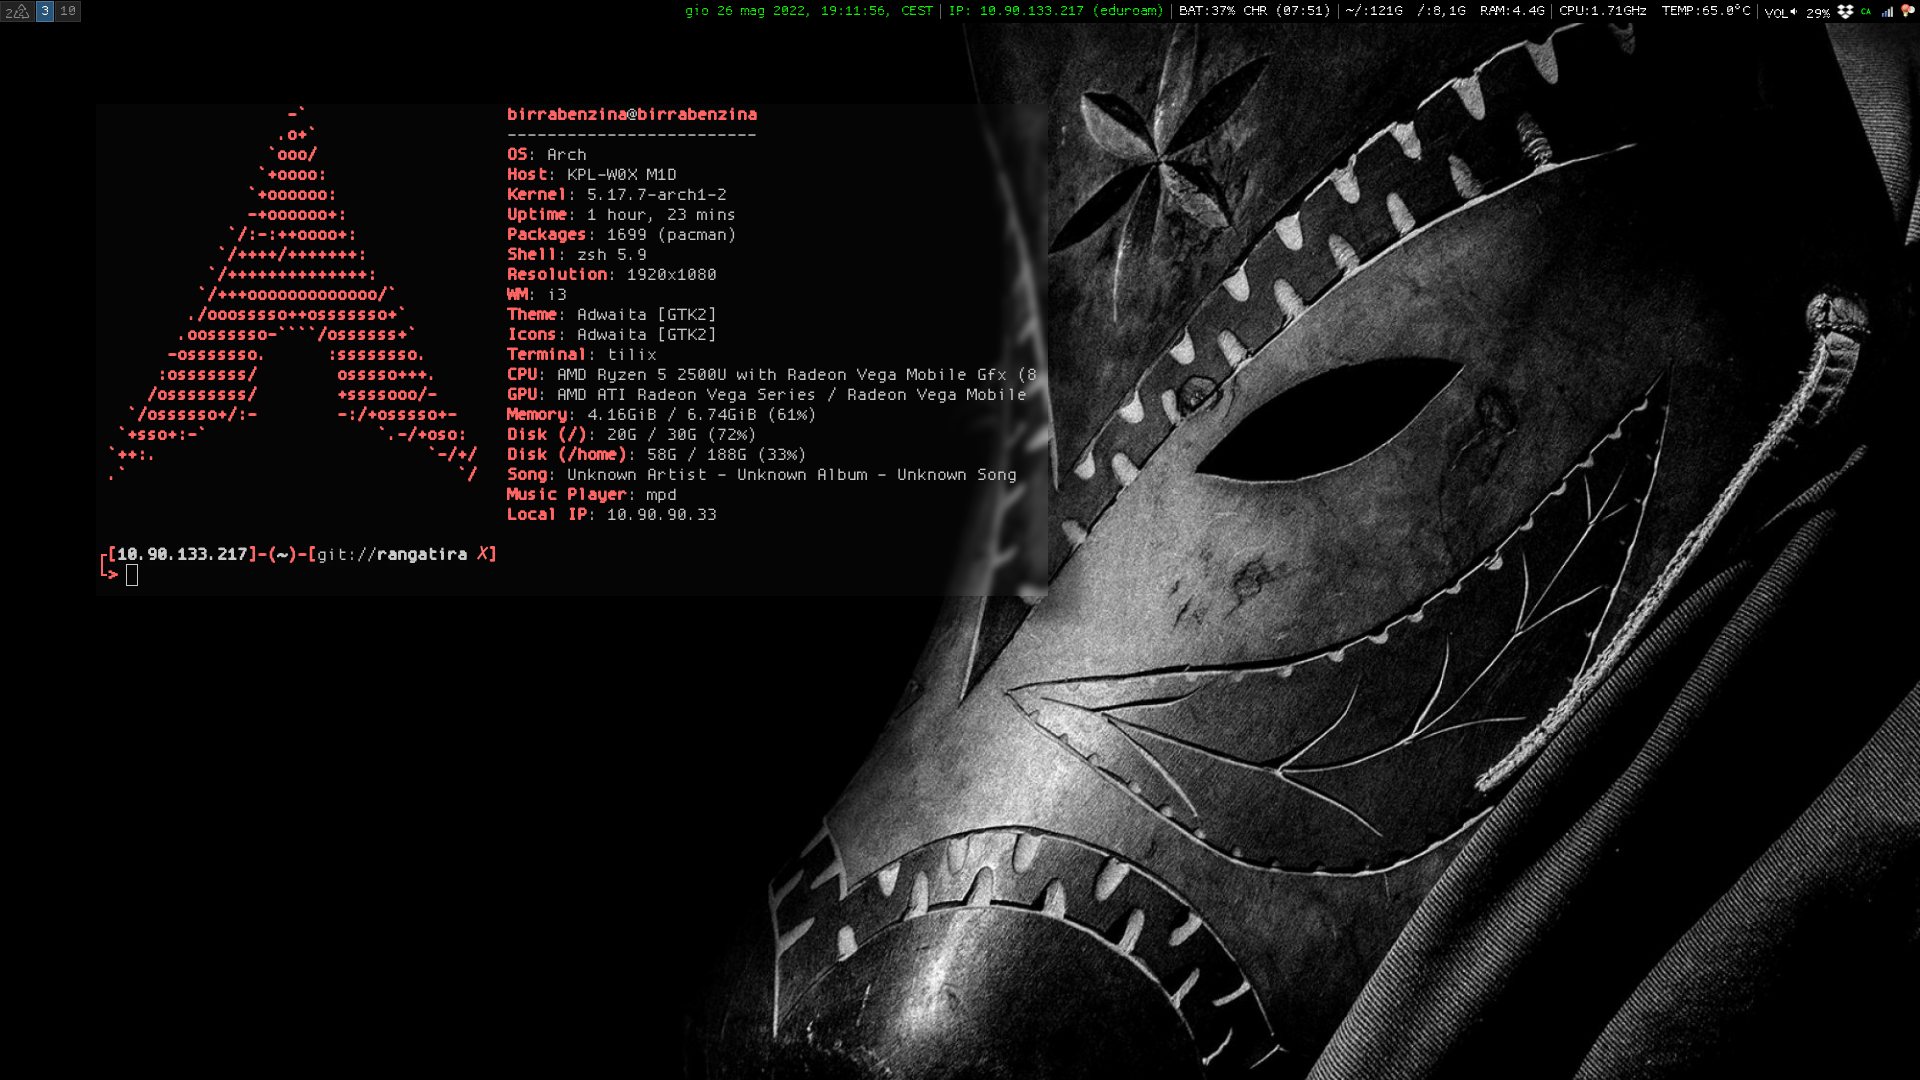 2 3 10 gio 26 mag 2022, 19:11:56, CEST | IP: 10.90.133.217 (eduroam) | BAT:37% CHR (07:51) | ~/:121G /:8,1G RAM:4.4G | CPU:1.71GHz TEMP:65.0°C | VOL 29% CA
-`
.o+`
`ooo/
`+oooo:
`+oooooo:
-+oooooo+:
`/:-:++oooo+:
`/++++/+++++++:
`/++++++++++++++:
`/+++ooooooooooooo/`
./ooosssso++osssssso+`
.oossssso-````/ossssss+`
-osssssso.      :ssssssso.
:osssssss/        osssso+++.
/ossssssss/        +ssssooo/-
`/ossssso+/:-        -:/+osssso+-
`+sso+:-`                 `.-/+oso:
`++:.                           `-/+/
.`                                 `/
birrabenzina@birrabenzina
-------------------------
OS: Arch
Host: KPL-W0X M1D
Kernel: 5.17.7-arch1-2
Uptime: 1 hour, 23 mins
Packages: 1699 (pacman)
Shell: zsh 5.9
Resolution: 1920x1080
WM: i3
Theme: Adwaita [GTK2]
Icons: Adwaita [GTK2]
Terminal: tilix
CPU: AMD Ryzen 5 2500U with Radeon Vega Mobile Gfx (8
GPU: AMD ATI Radeon Vega Series / Radeon Vega Mobile
Memory: 4.16GiB / 6.74GiB (61%)
Disk (/): 20G / 30G (72%)
Disk (/home): 58G / 188G (33%)
Song: Unknown Artist - Unknown Album - Unknown Song
Music Player: mpd
Local IP: 10.90.90.33
┌[10.90.133.217]-(~)-[git://rangatira ✗]
└>